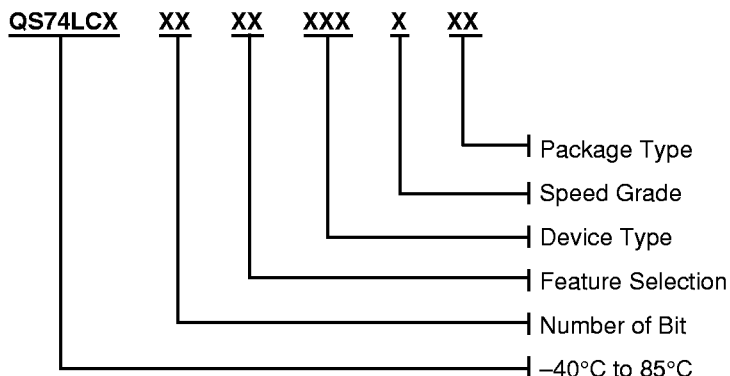 QS74LCX XX XX XXX X XX
Package Type
Speed Grade
Device Type
Feature Selection
Number of Bit
–40°C to 85°C